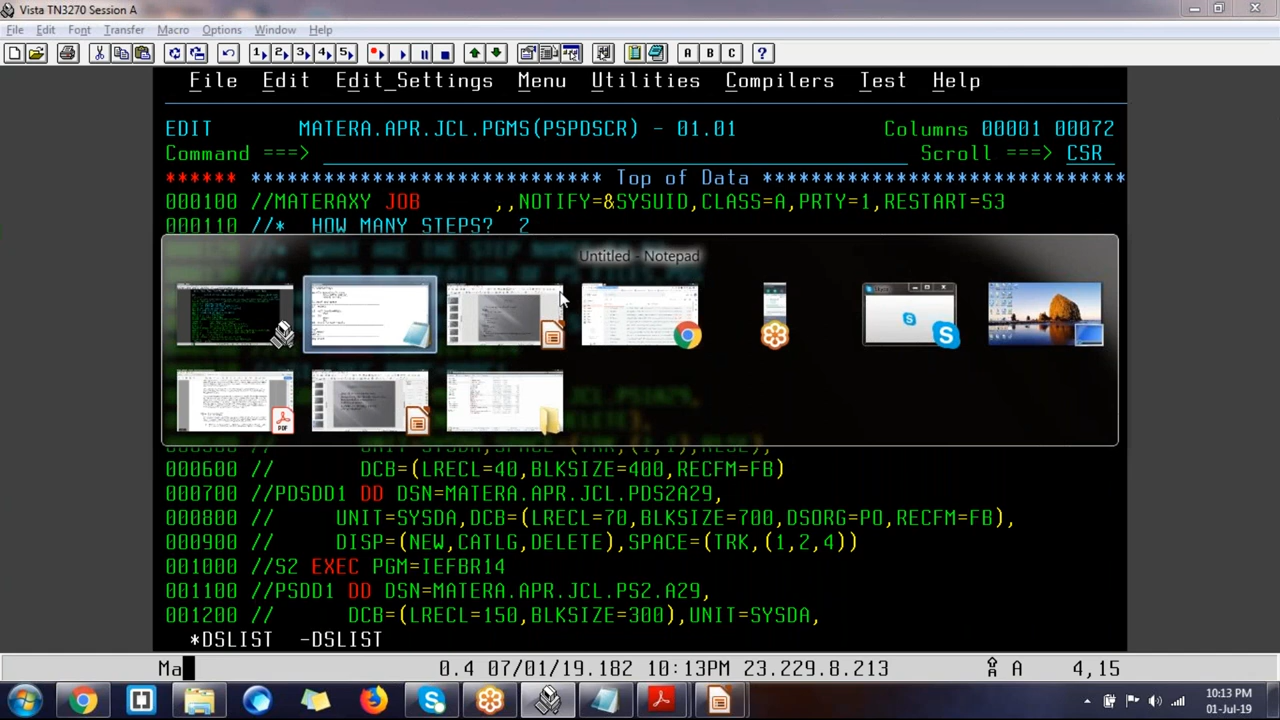 Vista TN3270 Session A
File Edit Font Transfer Macro Options Window Help
1 2 3 4 5 A B C ?
File Edit Edit_Settings Menu Utilities Compilers Test Help
EDIT MATERA.APR.JCL.PGMS(PSPDSCR) - 01.01 Columns 00001 00072
Command ===> Scroll ===> CSR
****** **************************** Top of Data ******************************
000100 //MATERAXY JOB ,,NOTIFY=&SYSUID,CLASS=A,PRTY=1,RESTART=S3
000110 //* HOW MANY STEPS? 2
Untitled - Notepad
000600 // DCB=(LRECL=40,BLKSIZE=400,RECFM=FB)
000700 //PDSDD1 DD DSN=MATERA.APR.JCL.PDS2A29,
000800 // UNIT=SYSDA,DCB=(LRECL=70,BLKSIZE=700,DSORG=PO,RECFM=FB),
000900 // DISP=(NEW,CATLG,DELETE),SPACE=(TRK,(1,2,4))
001000 //S2 EXEC PGM=IEFBR14
001100 //PSDD1 DD DSN=MATERA.APR.JCL.PS2.A29,
001200 // DCB=(LRECL=150,BLKSIZE=300),UNIT=SYSDA,
*DSLIST -DSLIST
Ma 0.4 07/01/19.182 10:13PM 23.229.8.213 A 4,15
10:13 PM
01-Jul-19